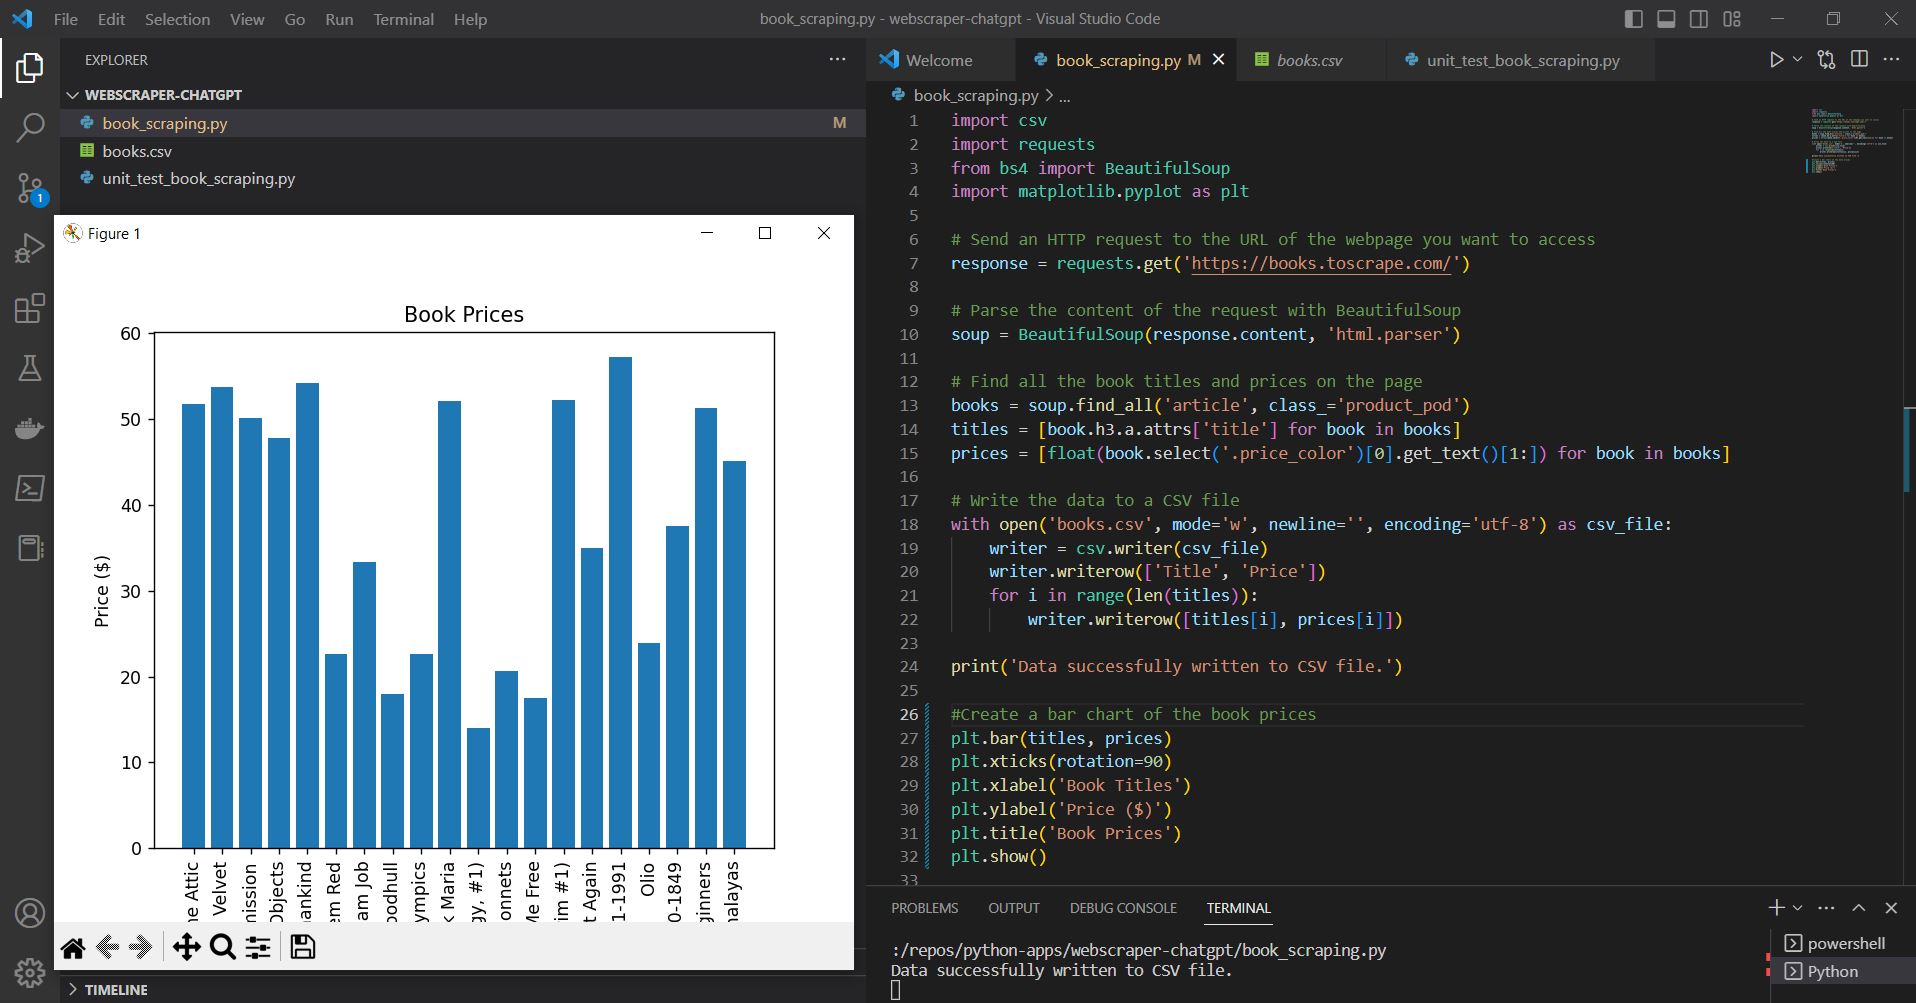 File Edit Selection View Go Run Terminal Help
book_scraping.py - webscraper-chatgpt - Visual Studio Code
EXPLORER
WEBSCRAPER-CHATGPT
book_scraping.py M
books.csv
unit_test_book_scraping.py
1
Figure 1
Book Prices
60
50
40
30
20
10
0
Price ($)
ne Attic
Velvet
nission
Objects
nankind
em Red
am Job
oodhull
ympics
k Maria
gy, #1)
onnets
Me Free
im #1)
t Again
1-1991
Olio
0-1849
ginners
nalayas
TIMELINE
Welcome
book_scraping.py M
books.csv
unit_test_book_scraping.py
book_scraping.py > ...
1 import csv
2 import requests
3 from bs4 import BeautifulSoup
4 import matplotlib.pyplot as plt
5
6 # Send an HTTP request to the URL of the webpage you want to access
7 response = requests.get('https://books.toscrape.com/')
8
9 # Parse the content of the request with BeautifulSoup
10 soup = BeautifulSoup(response.content, 'html.parser')
11
12 # Find all the book titles and prices on the page
13 books = soup.find_all('article', class_='product_pod')
14 titles = [book.h3.a.attrs['title'] for book in books]
15 prices = [float(book.select('.price_color')[0].get_text()[1:]) for book in books]
16
17 # Write the data to a CSV file
18 with open('books.csv', mode='w', newline='', encoding='utf-8') as csv_file:
19 writer = csv.writer(csv_file)
20 writer.writerow(['Title', 'Price'])
21 for i in range(len(titles)):
22 writer.writerow([titles[i], prices[i]])
23
24 print('Data successfully written to CSV file.')
25
26 #Create a bar chart of the book prices
27 plt.bar(titles, prices)
28 plt.xticks(rotation=90)
29 plt.xlabel('Book Titles')
30 plt.ylabel('Price ($)')
31 plt.title('Book Prices')
32 plt.show()
33
PROBLEMS OUTPUT DEBUG CONSOLE TERMINAL
:/repos/python-apps/webscraper-chatgpt/book_scraping.py
Data successfully written to CSV file.
powershell
Python